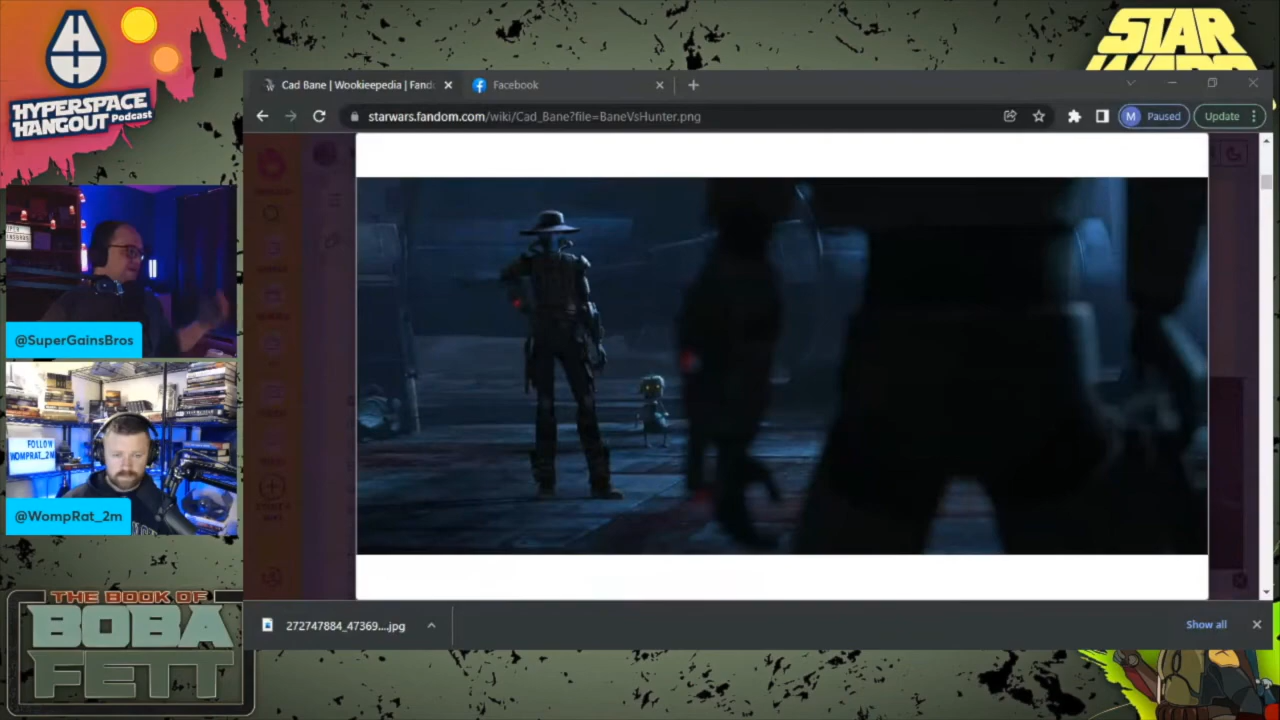 HYPERSPACE
HANGOUT Podcast
STAR
Cad Bane | Wookieepedia | Fand
Facebook
starwars.fandom.com/wiki/Cad_Bane?file=BaneVsHunter.png
M Paused
Update
@SuperGainsBros
FOLLOW
WOMPRAT_2M
@WompRat_2m
272747884_47369....jpg
Show all
THE BOOK OF
BOBA
FETT